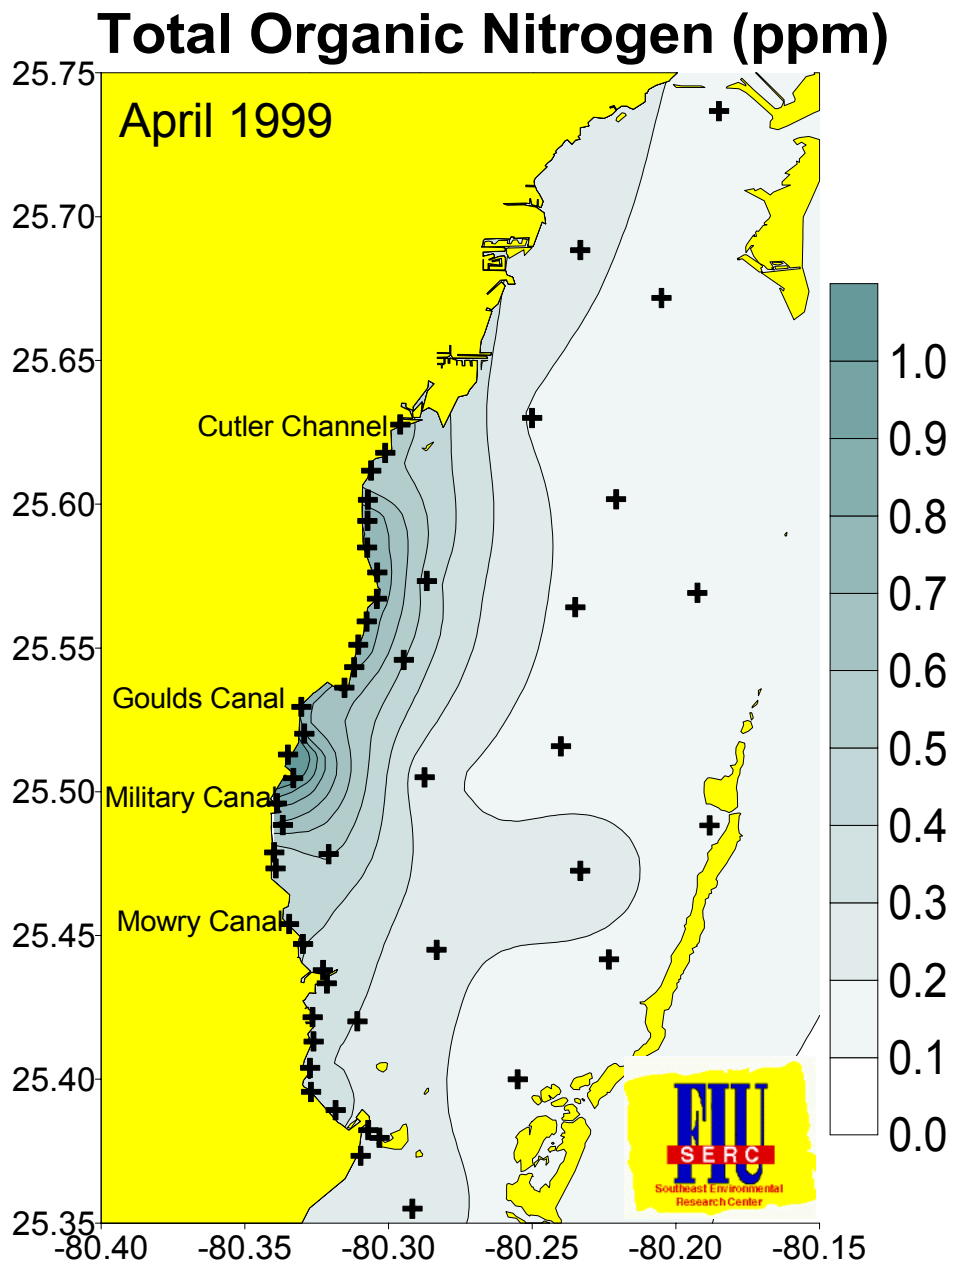 Total Organic Nitrogen (ppm)
25.75
April 1999
25.70
25.65
Cutler Channel
25.60
25.55
Goulds Canal
25.50
Military Canal
Mowry Canal
25.45
25.40
25.35
-80.40 -80.35 -80.30 -80.25 -80.20 -80.15
1.0
0.9
0.8
0.7
0.6
0.5
0.4
0.3
0.2
0.1
0.0
FIU
SERC
Southeast Environmental
Research Center